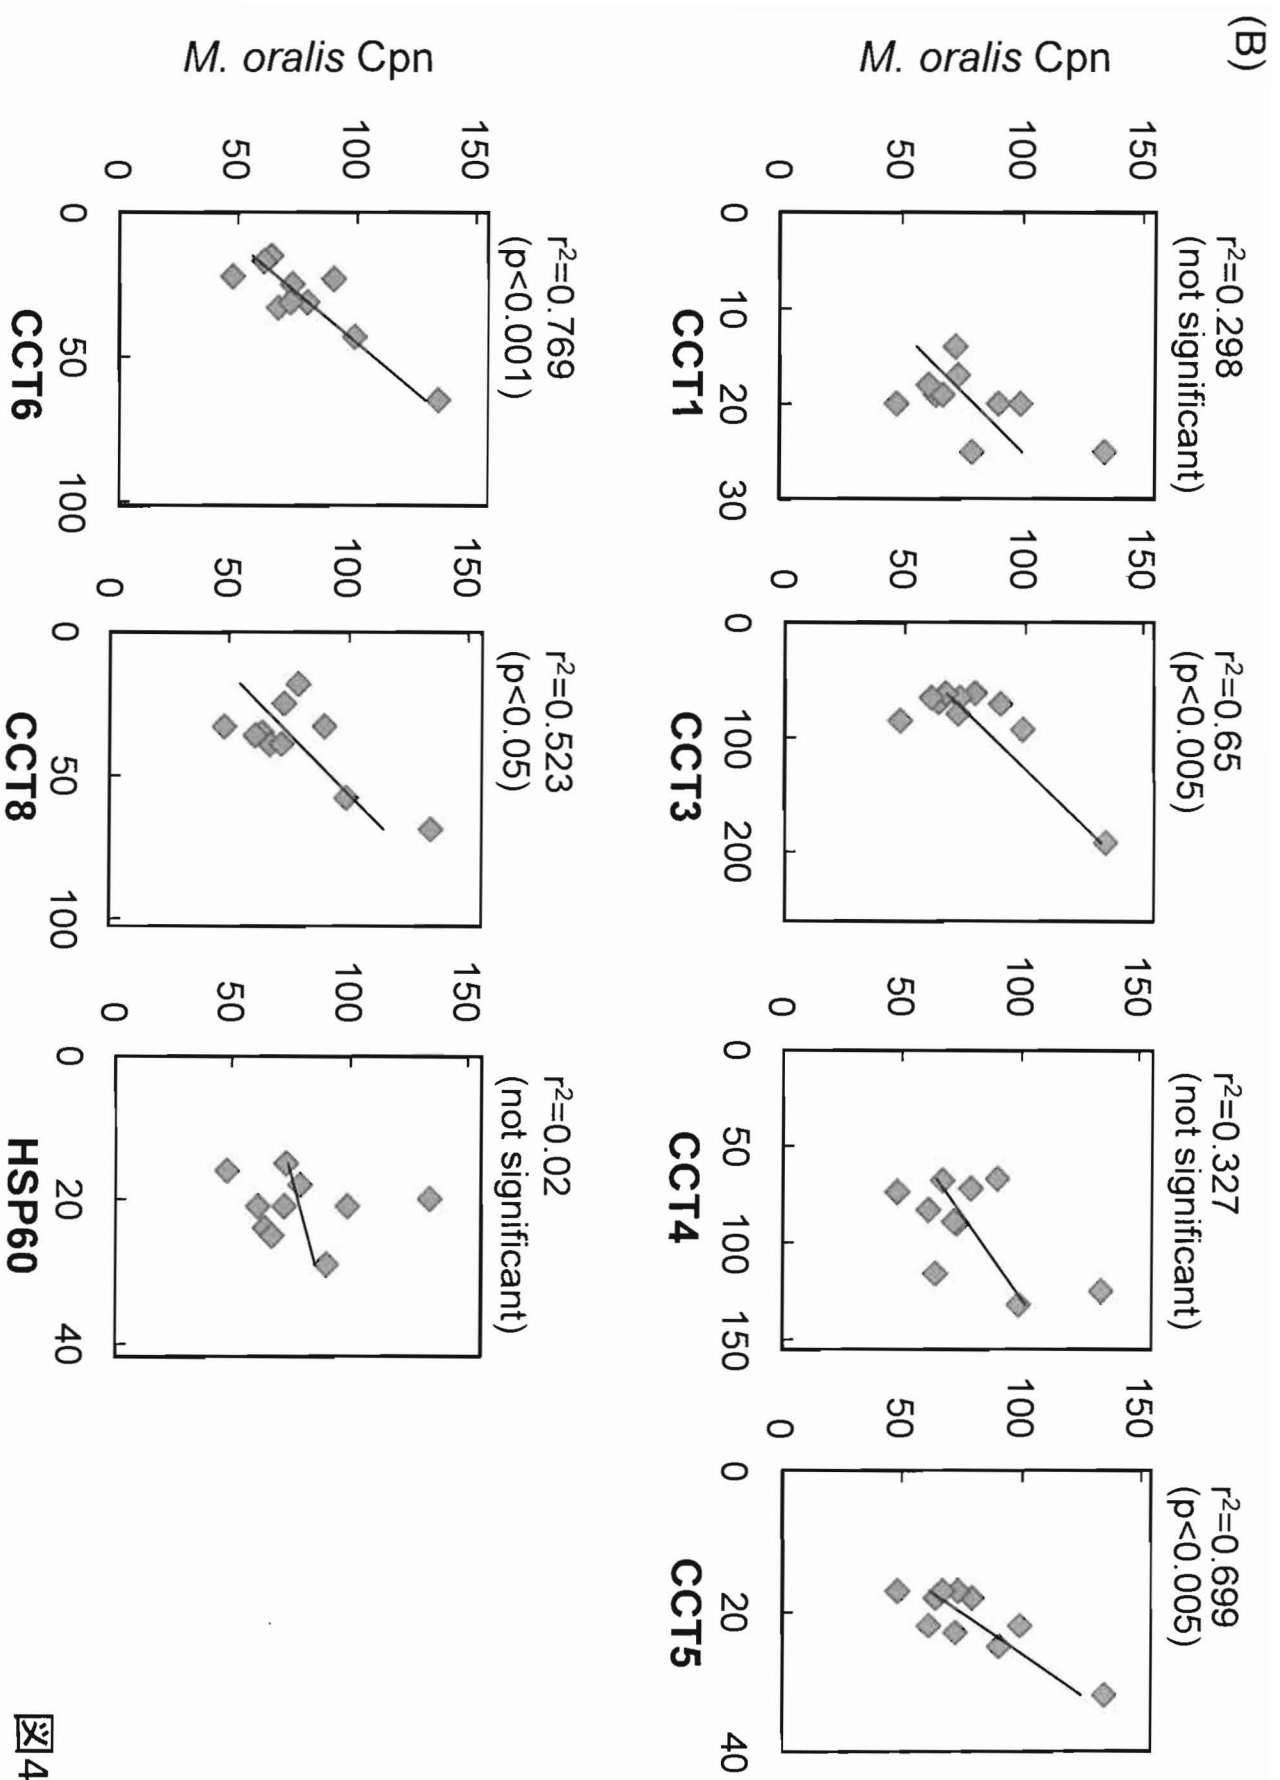 (B)
r²=0.298
(not significant)
r²=0.65
(p<0.005)
r²=0.327
(not significant)
r²=0.699
(p<0.005)
M. oralis Cpn
150
100
50
0
0
10
20
30
CCT1
150
100
50
0
0
100
200
CCT3
150
100
50
0
0
50
100
150
CCT4
150
100
50
0
0
20
40
CCT5
r²=0.769
(p<0.001)
r²=0.523
(p<0.05)
r²=0.02
(not significant)
M. oralis Cpn
150
100
50
0
0
50
100
CCT6
150
100
50
0
0
50
100
CCT8
150
100
50
0
0
20
40
HSP60
図4